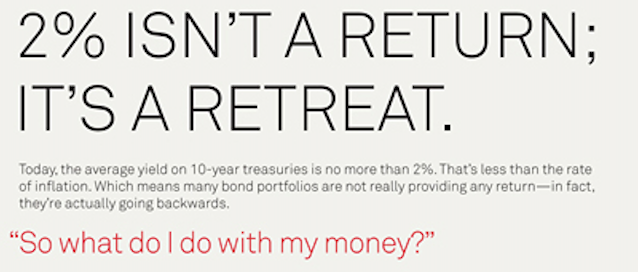 2% ISN'T A RETURN;
IT'S A RETREAT.
Today, the average yield on 10-year treasuries is no more than 2%. That's less than the rate
of inflation. Which means many bond portfolios are not really providing any return—in fact,
they're actually going backwards.
“So what do I do with my money?”